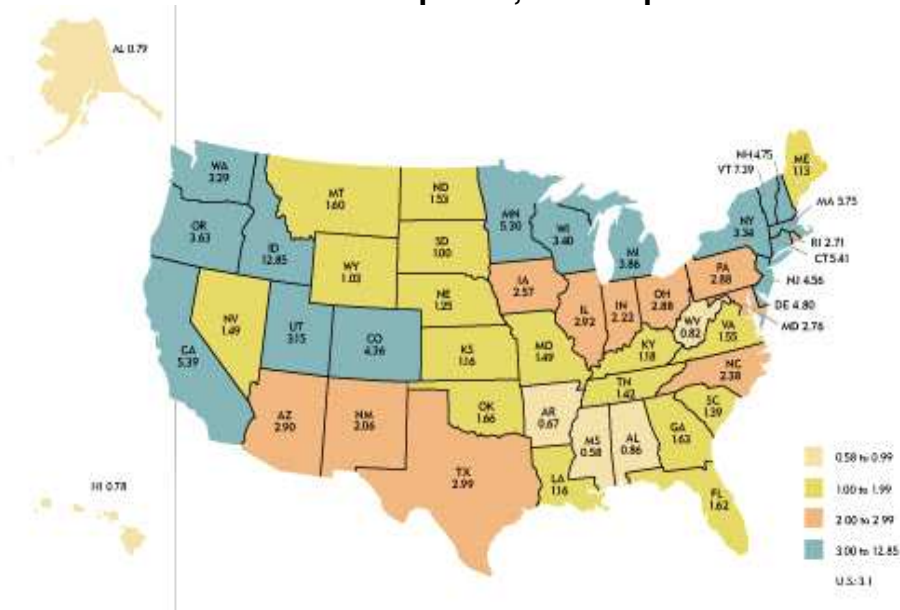 AL 0.79
WA
3.29
OR
3.63
ID
12.85
MT
1.60
ND
1.53
SD
1.00
WY
1.03
NE
1.25
NV
1.49
UT
3.15
CO
4.36
CA
5.39
KS
1.16
AZ
2.90
NM
2.06
OK
1.66
TX
2.99
MN
5.30
WI
3.40
MI
3.86
IA
2.57
IL
2.92
IN
2.22
OH
2.88
MO
1.49
KY
1.18
WV
0.82
VA
1.55
TN
1.42
NC
2.38
SC
1.39
AR
0.67
MS
0.58
AL
0.86
GA
1.63
LA
1.16
FL
1.62
PA
2.88
NY
3.34
NH 4.75
VT 7.39
ME
1.13
MA 5.75
RI 2.71
CT 5.41
NJ 4.56
DE 4.80
MD 2.76
HI 0.78
0.58 to 0.99
1.00 to 1.99
2.00 to 2.99
3.00 to 12.85
U.S.: 3.1